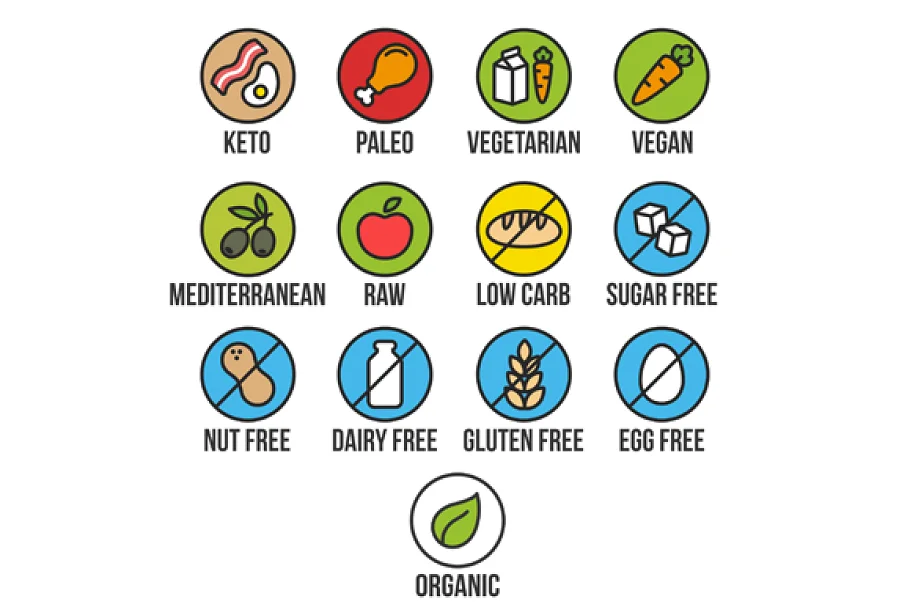 KETO PALEO VEGETARIAN VEGAN
MEDITERRANEAN RAW LOW CARB SUGAR FREE
NUT FREE DAIRY FREE GLUTEN FREE EGG FREE
ORGANIC